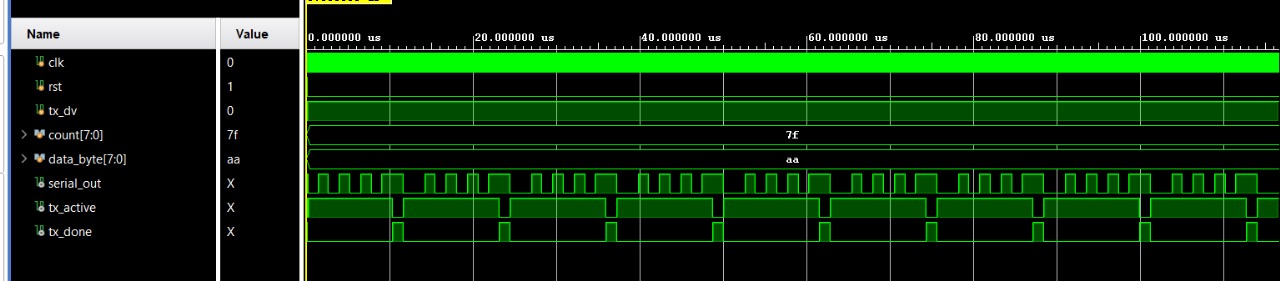 Name Value
0.000000 us 20.000000 us 40.000000 us 60.000000 us 80.000000 us 100.000000 us
clk 0
rst 1
tx_dv 0
count[7:0] 7f 7f
data_byte[7:0] aa aa
serial_out X
tx_active X
tx_done X